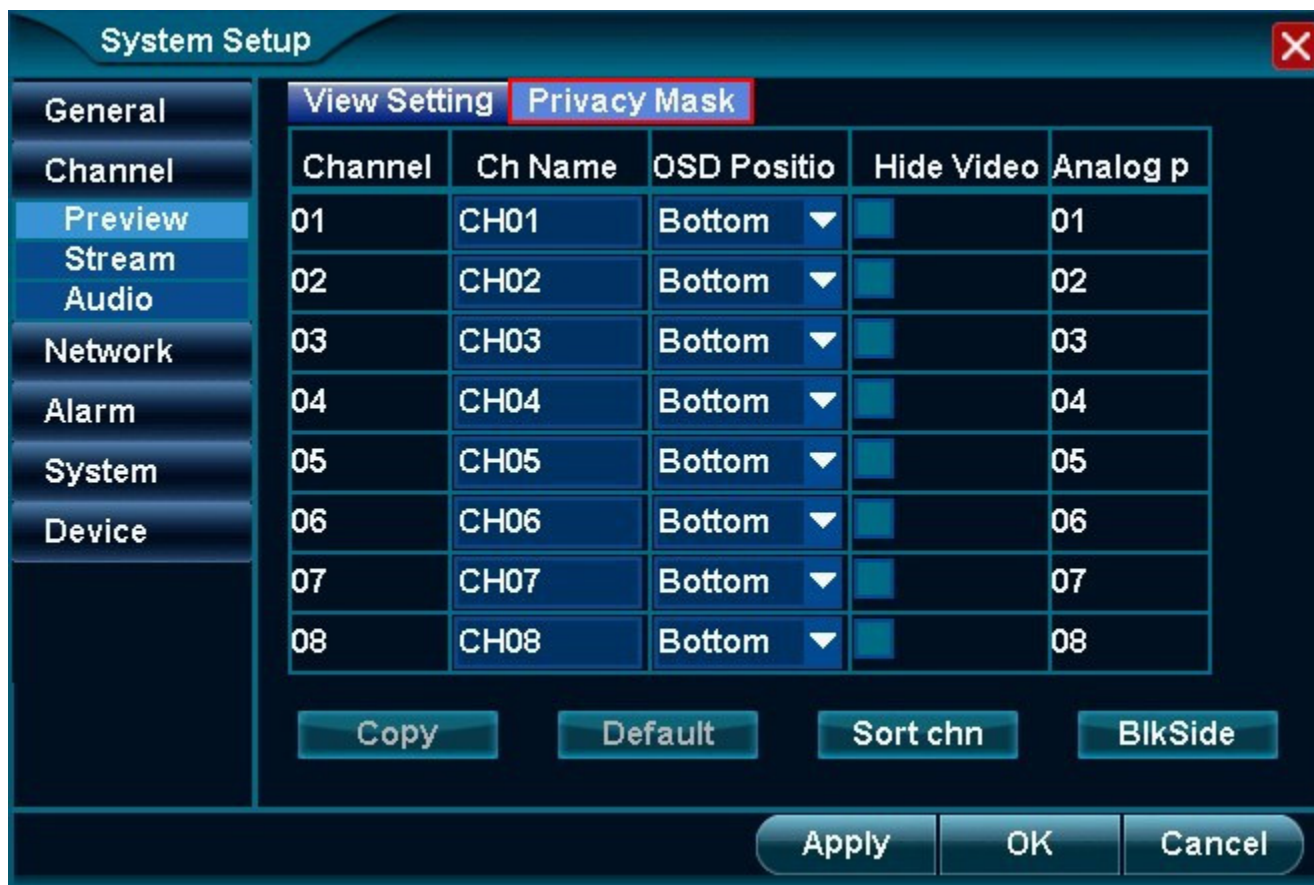 System Setup
General
Channel
Preview
Stream
Audio
Network
Alarm
System
Device
View Setting Privacy Mask
Channel Ch Name OSD Positio Hide Video Analog p
01 CH01 Bottom 01
02 CH02 Bottom 02
03 CH03 Bottom 03
04 CH04 Bottom 04
05 CH05 Bottom 05
06 CH06 Bottom 06
07 CH07 Bottom 07
08 CH08 Bottom 08
Copy Default Sort chn BlkSide
Apply OK Cancel